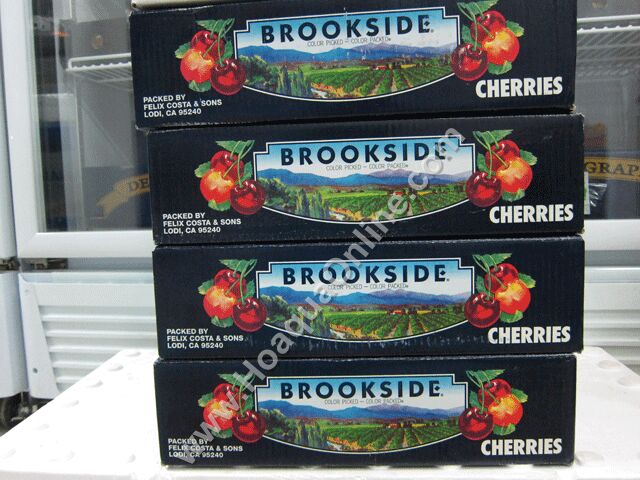 BROOKSIDE®
COLOR PICKED – COLOR PACKED
PACKED BY
FELIX COSTA & SONS
LODI, CA 95240
CHERRIES
BROOKSIDE®
COLOR PICKED – COLOR PACKED
PACKED BY
FELIX COSTA & SONS
LODI, CA 95240
CHERRIES
BROOKSIDE®
COLOR PICKED – COLOR PACKED
PACKED BY
FELIX COSTA & SONS
LODI, CA 95240
CHERRIES
BROOKSIDE®
COLOR PICKED – COLOR PACKED
PACKED BY
FELIX COSTA & SONS
LODI, CA 95240
CHERRIES
www.HoaquaOnline.com